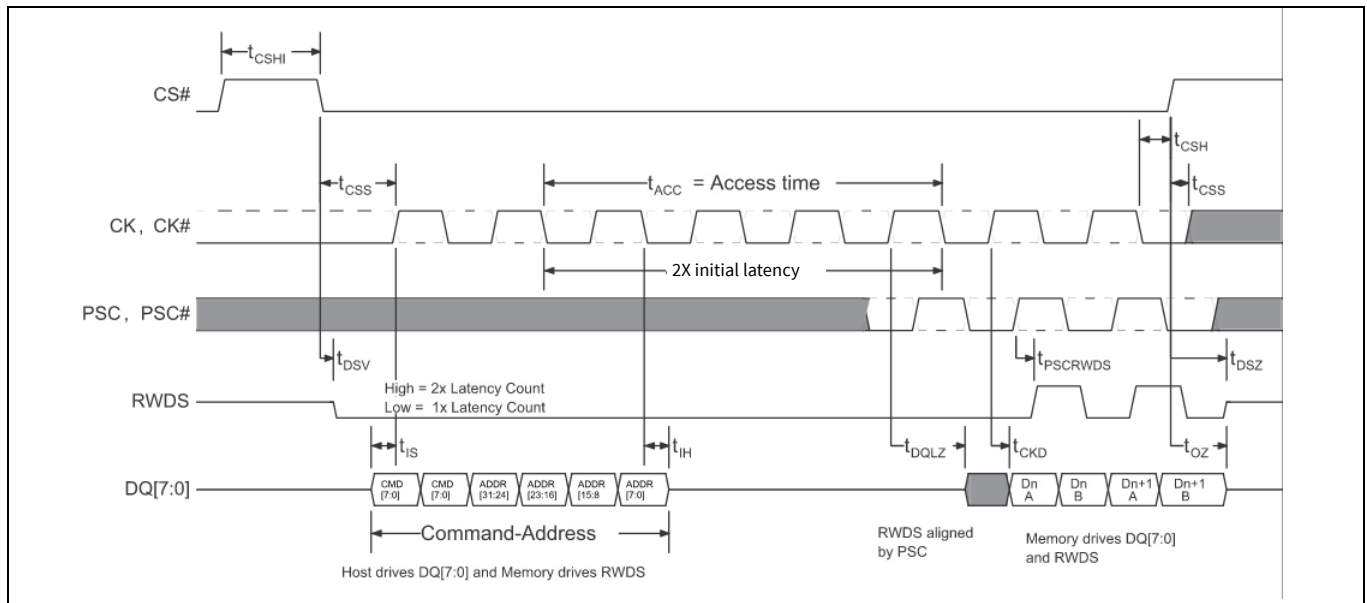 tCSHI
CS#
tCSH
tCSS
tACC = Access time
tCSS
CK, CK#
2X initial latency
PSC, PSC#
tDSV
tPSCRWDS
tDSZ
High = 2x Latency Count
RWDS
Low = 1x Latency Count
tIS
tIH
tDQLZ
tCKD
tOZ
DQ[7:0]
CMD CMD ADDR ADDR ADDR ADDR Dn Dn Dn+1 Dn+1
[7:0] [7:0] [31:24] [23:16] [15:8 [7:0] A B A B
Command-Address
RWDS aligned
by PSC
Memory drives DQ[7:0]
and RWDS
Host drives DQ[7:0] and Memory drives RWDS